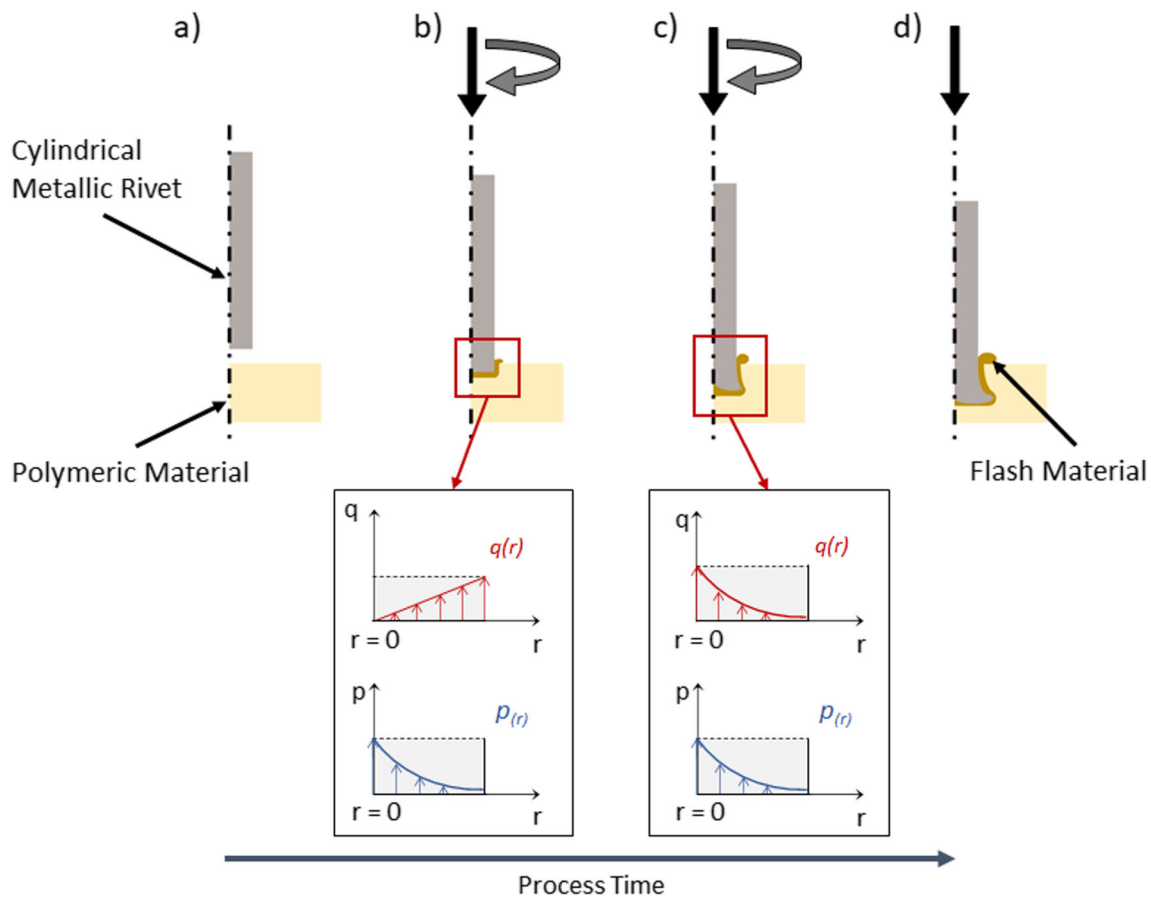 a)
b)
c)
d)
Cylindrical
Metallic Rivet
Polymeric Material
Flash Material
q
q(r)
r = 0
r
p
p(r)
r = 0
r
q
q(r)
r = 0
r
p
p(r)
r = 0
r
Process Time